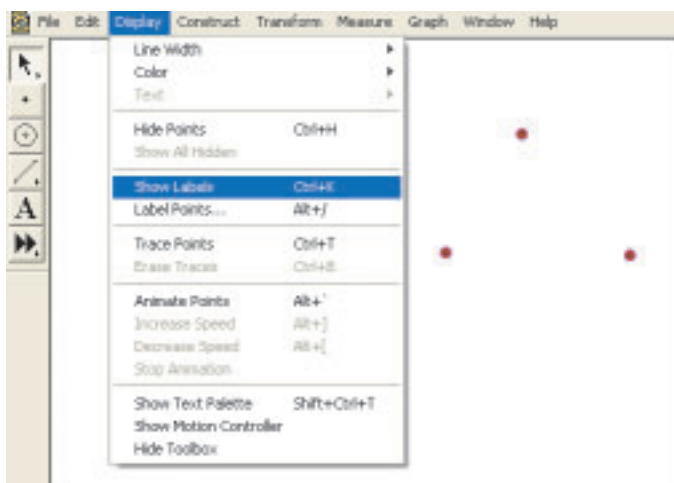 File Edit Display Construct Transform Measure Graph Window Help
Line Width
Color
Text
Hide Points Ctrl+H
Show All Hidden
Show Labels Ctrl+K
Label Points... Alt+/
Trace Points Ctrl+T
Erase Traces Ctrl+B
Animate Points Alt+`
Increase Speed Alt+]
Decrease Speed Alt+[
Stop Animation
Show Text Palette Shift+Ctrl+T
Show Motion Controller
Hide Toolbox
A